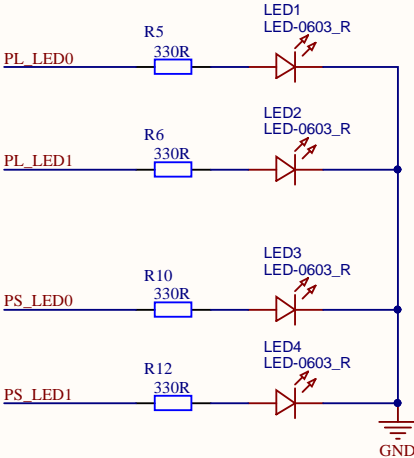 LED1
LED-0603_R
R5
330R
PL_LED0
LED2
LED-0603_R
R6
330R
PL_LED1
LED3
LED-0603_R
R10
330R
PS_LED0
LED4
LED-0603_R
R12
330R
PS_LED1
GND